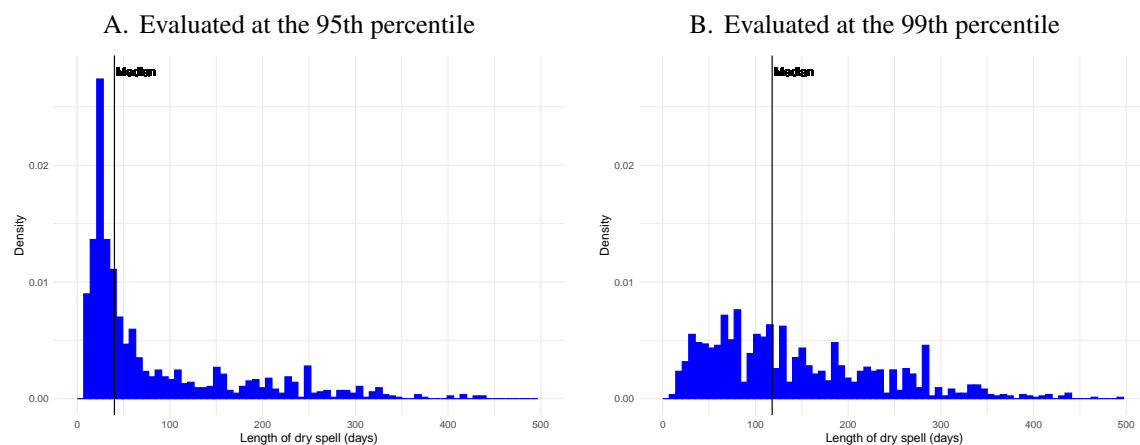 A. Evaluated at the 95th percentile
Median
0.02
0.01
0.00
Density
0 100 200 300 400 500
Length of dry spell (days)
B. Evaluated at the 99th percentile
Median
0.02
0.01
0.00
Density
0 100 200 300 400 500
Length of dry spell (days)